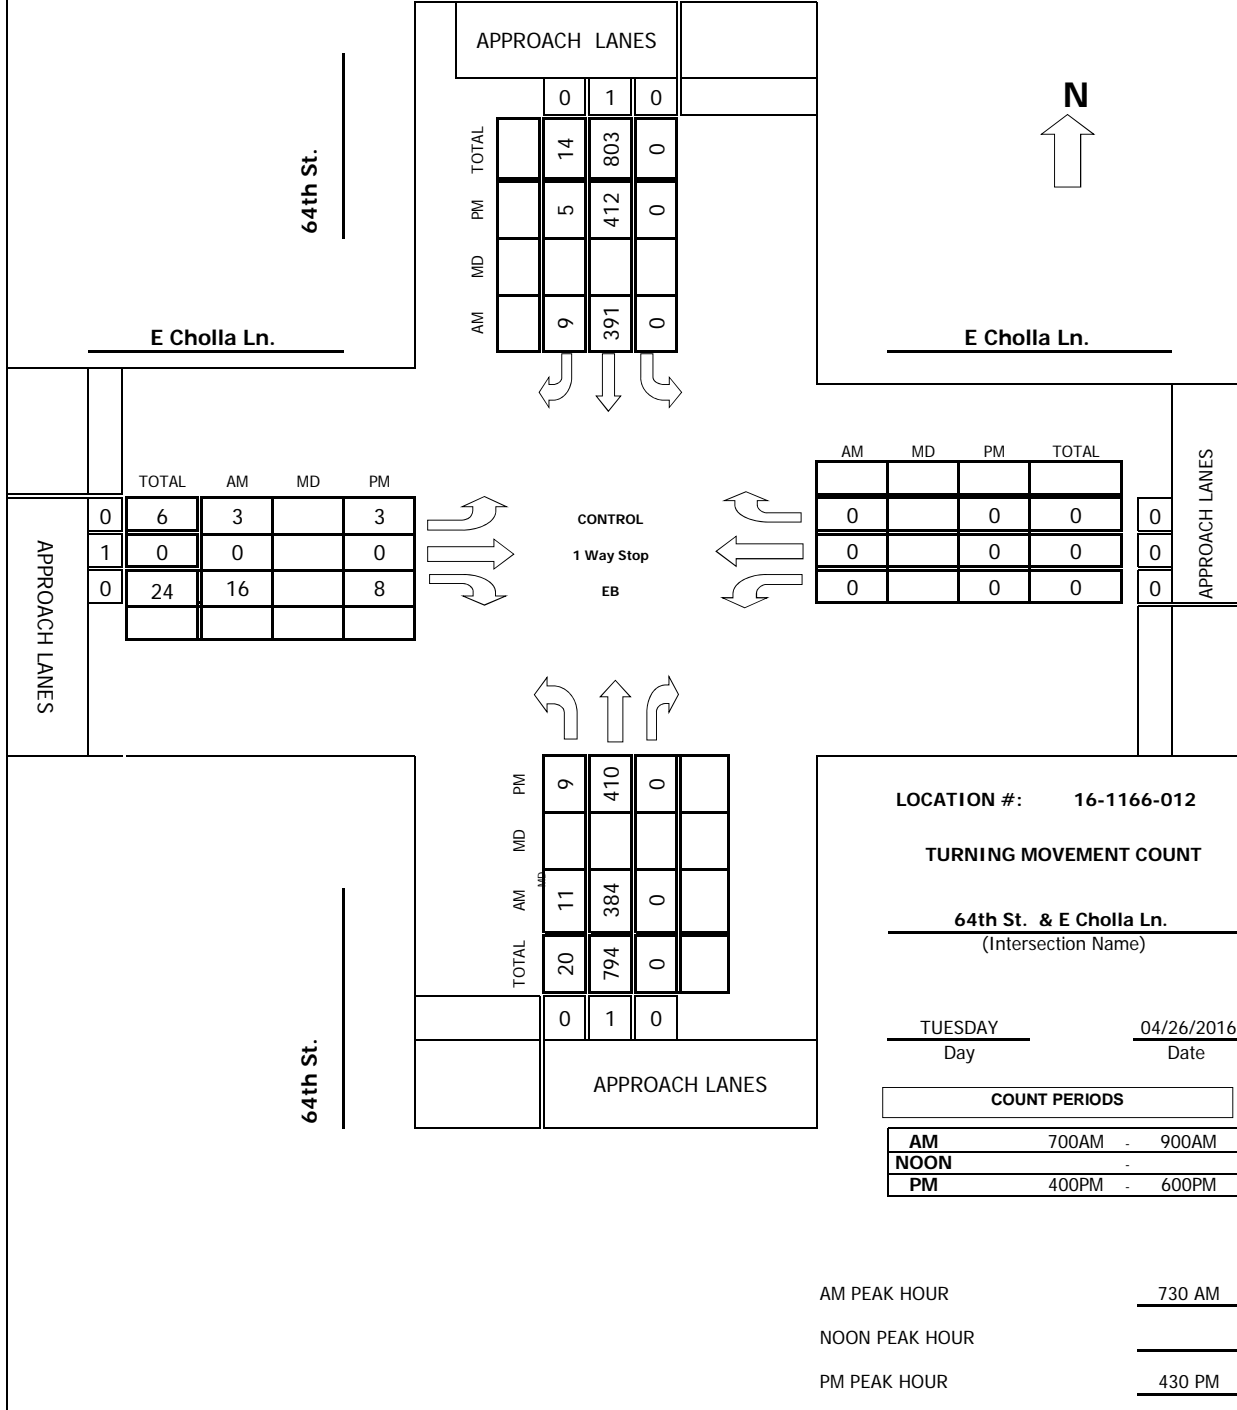 APPROACH LANES
N
0 1 0
TOTAL 14 803 0
PM 5 412 0
MD
AM 9 391 0
64th St.
E Cholla Ln.
E Cholla Ln.
AM MD PM TOTAL
TOTAL AM MD PM
0 6 3 3
1 0 0 0
0 24 16 8
APPROACH LANES
CONTROL
1 Way Stop
EB
0 0 0 0
0 0 0 0
0 0 0 0
APPROACH LANES
PM 9 410 0
MD
MD
AM 11 384 0
TOTAL 20 794 0
0 1 0
APPROACH LANES
64th St.
LOCATION #: 16-1166-012
TURNING MOVEMENT COUNT
64th St. & E Cholla Ln.
(Intersection Name)
TUESDAY 04/26/2016
Day Date
COUNT PERIODS
AM 700AM - 900AM
NOON -
PM 400PM - 600PM
AM PEAK HOUR 730 AM
NOON PEAK HOUR
PM PEAK HOUR 430 PM